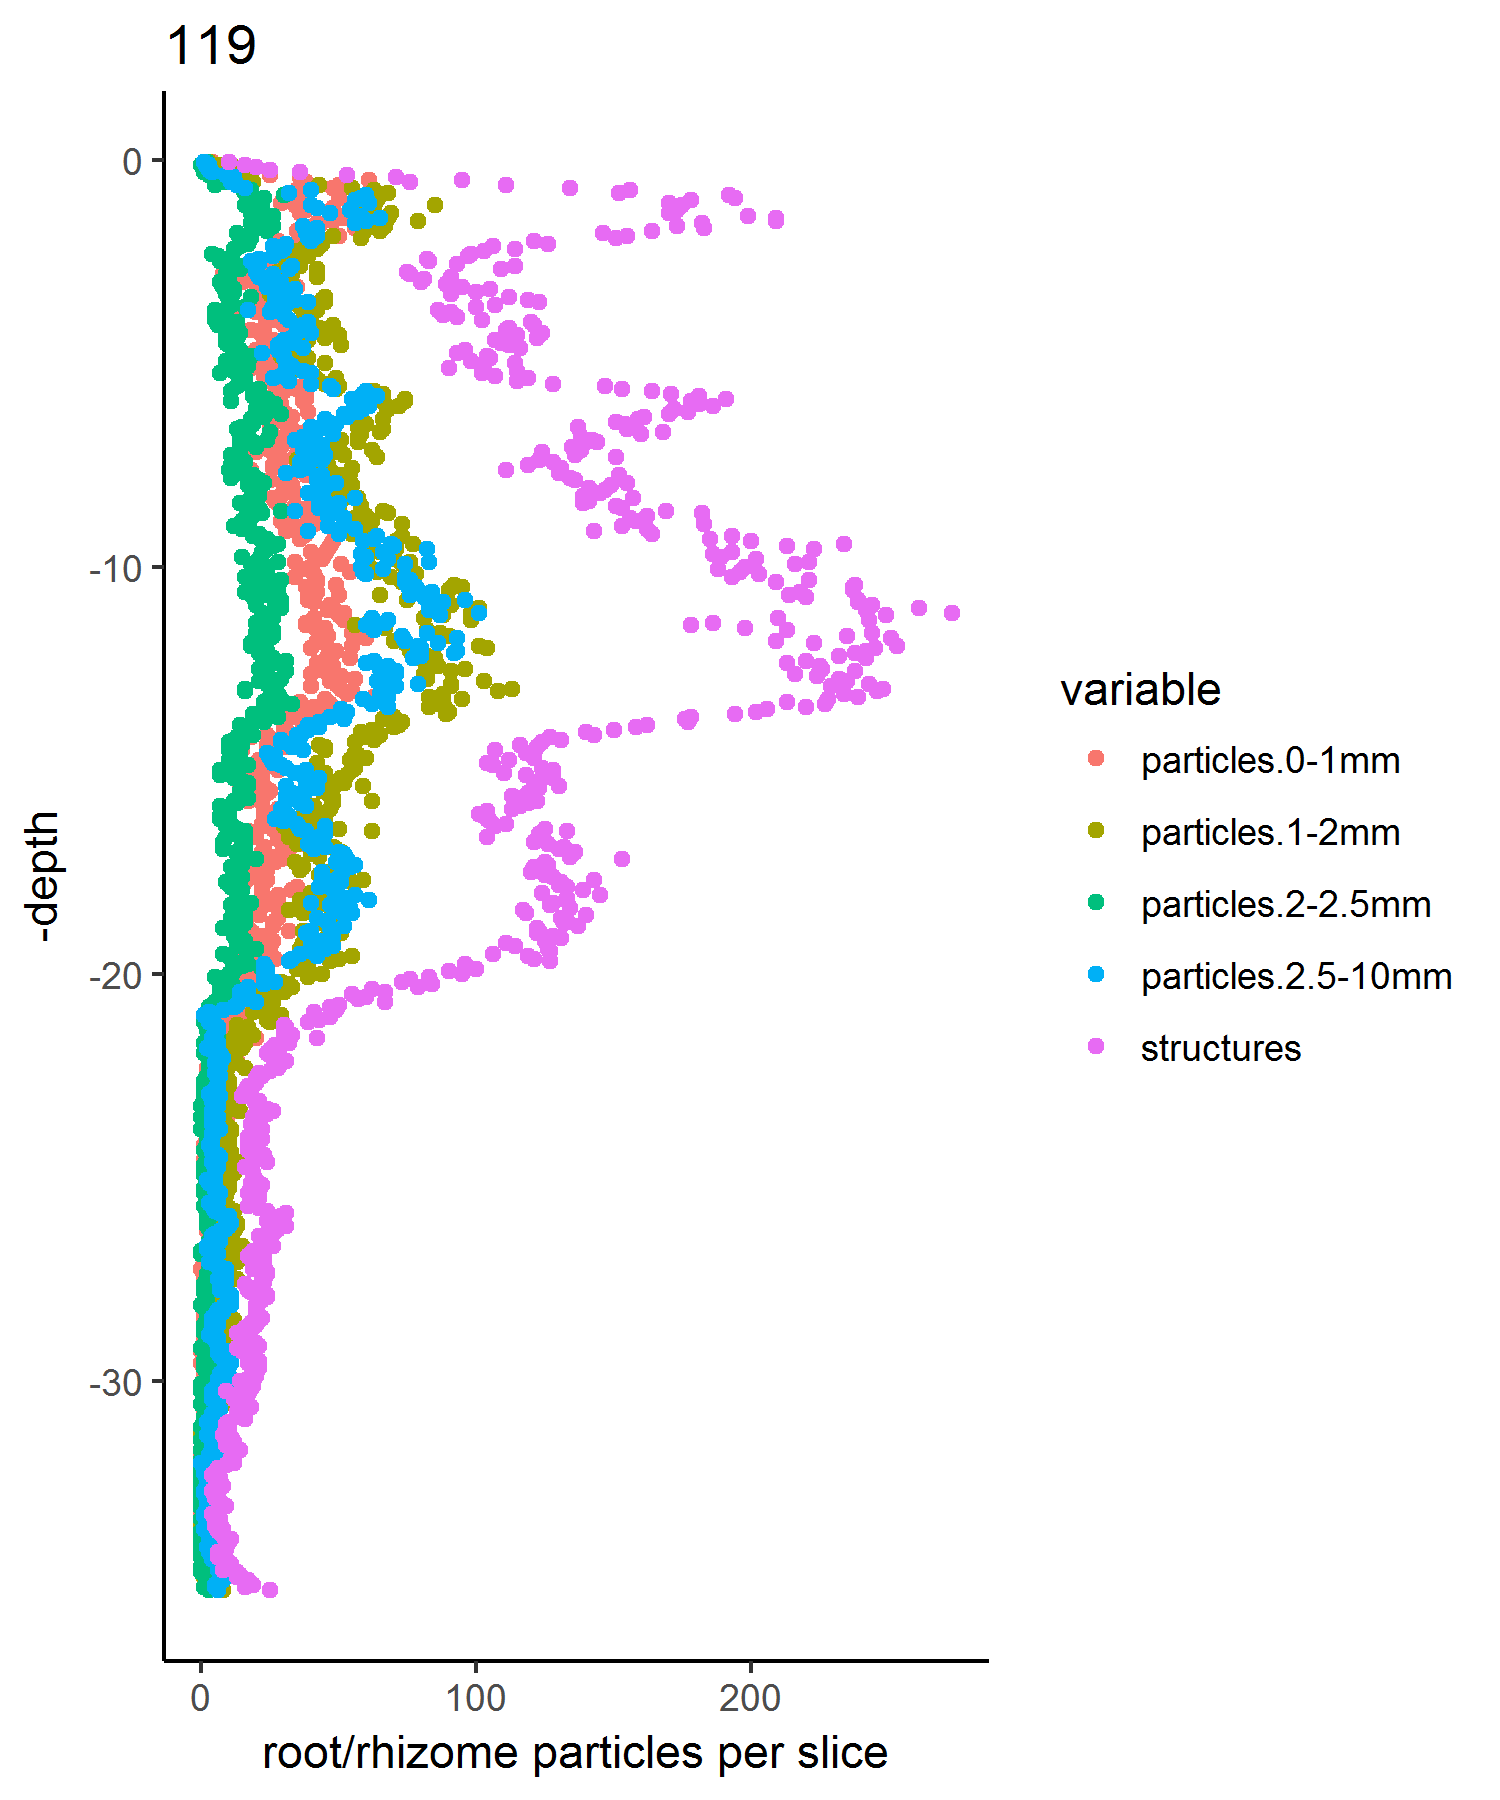 119
0
-10
-20
-30
-depth
0 100 200
root/rhizome particles per slice
variable
particles.0-1mm
particles.1-2mm
particles.2-2.5mm
particles.2.5-10mm
structures